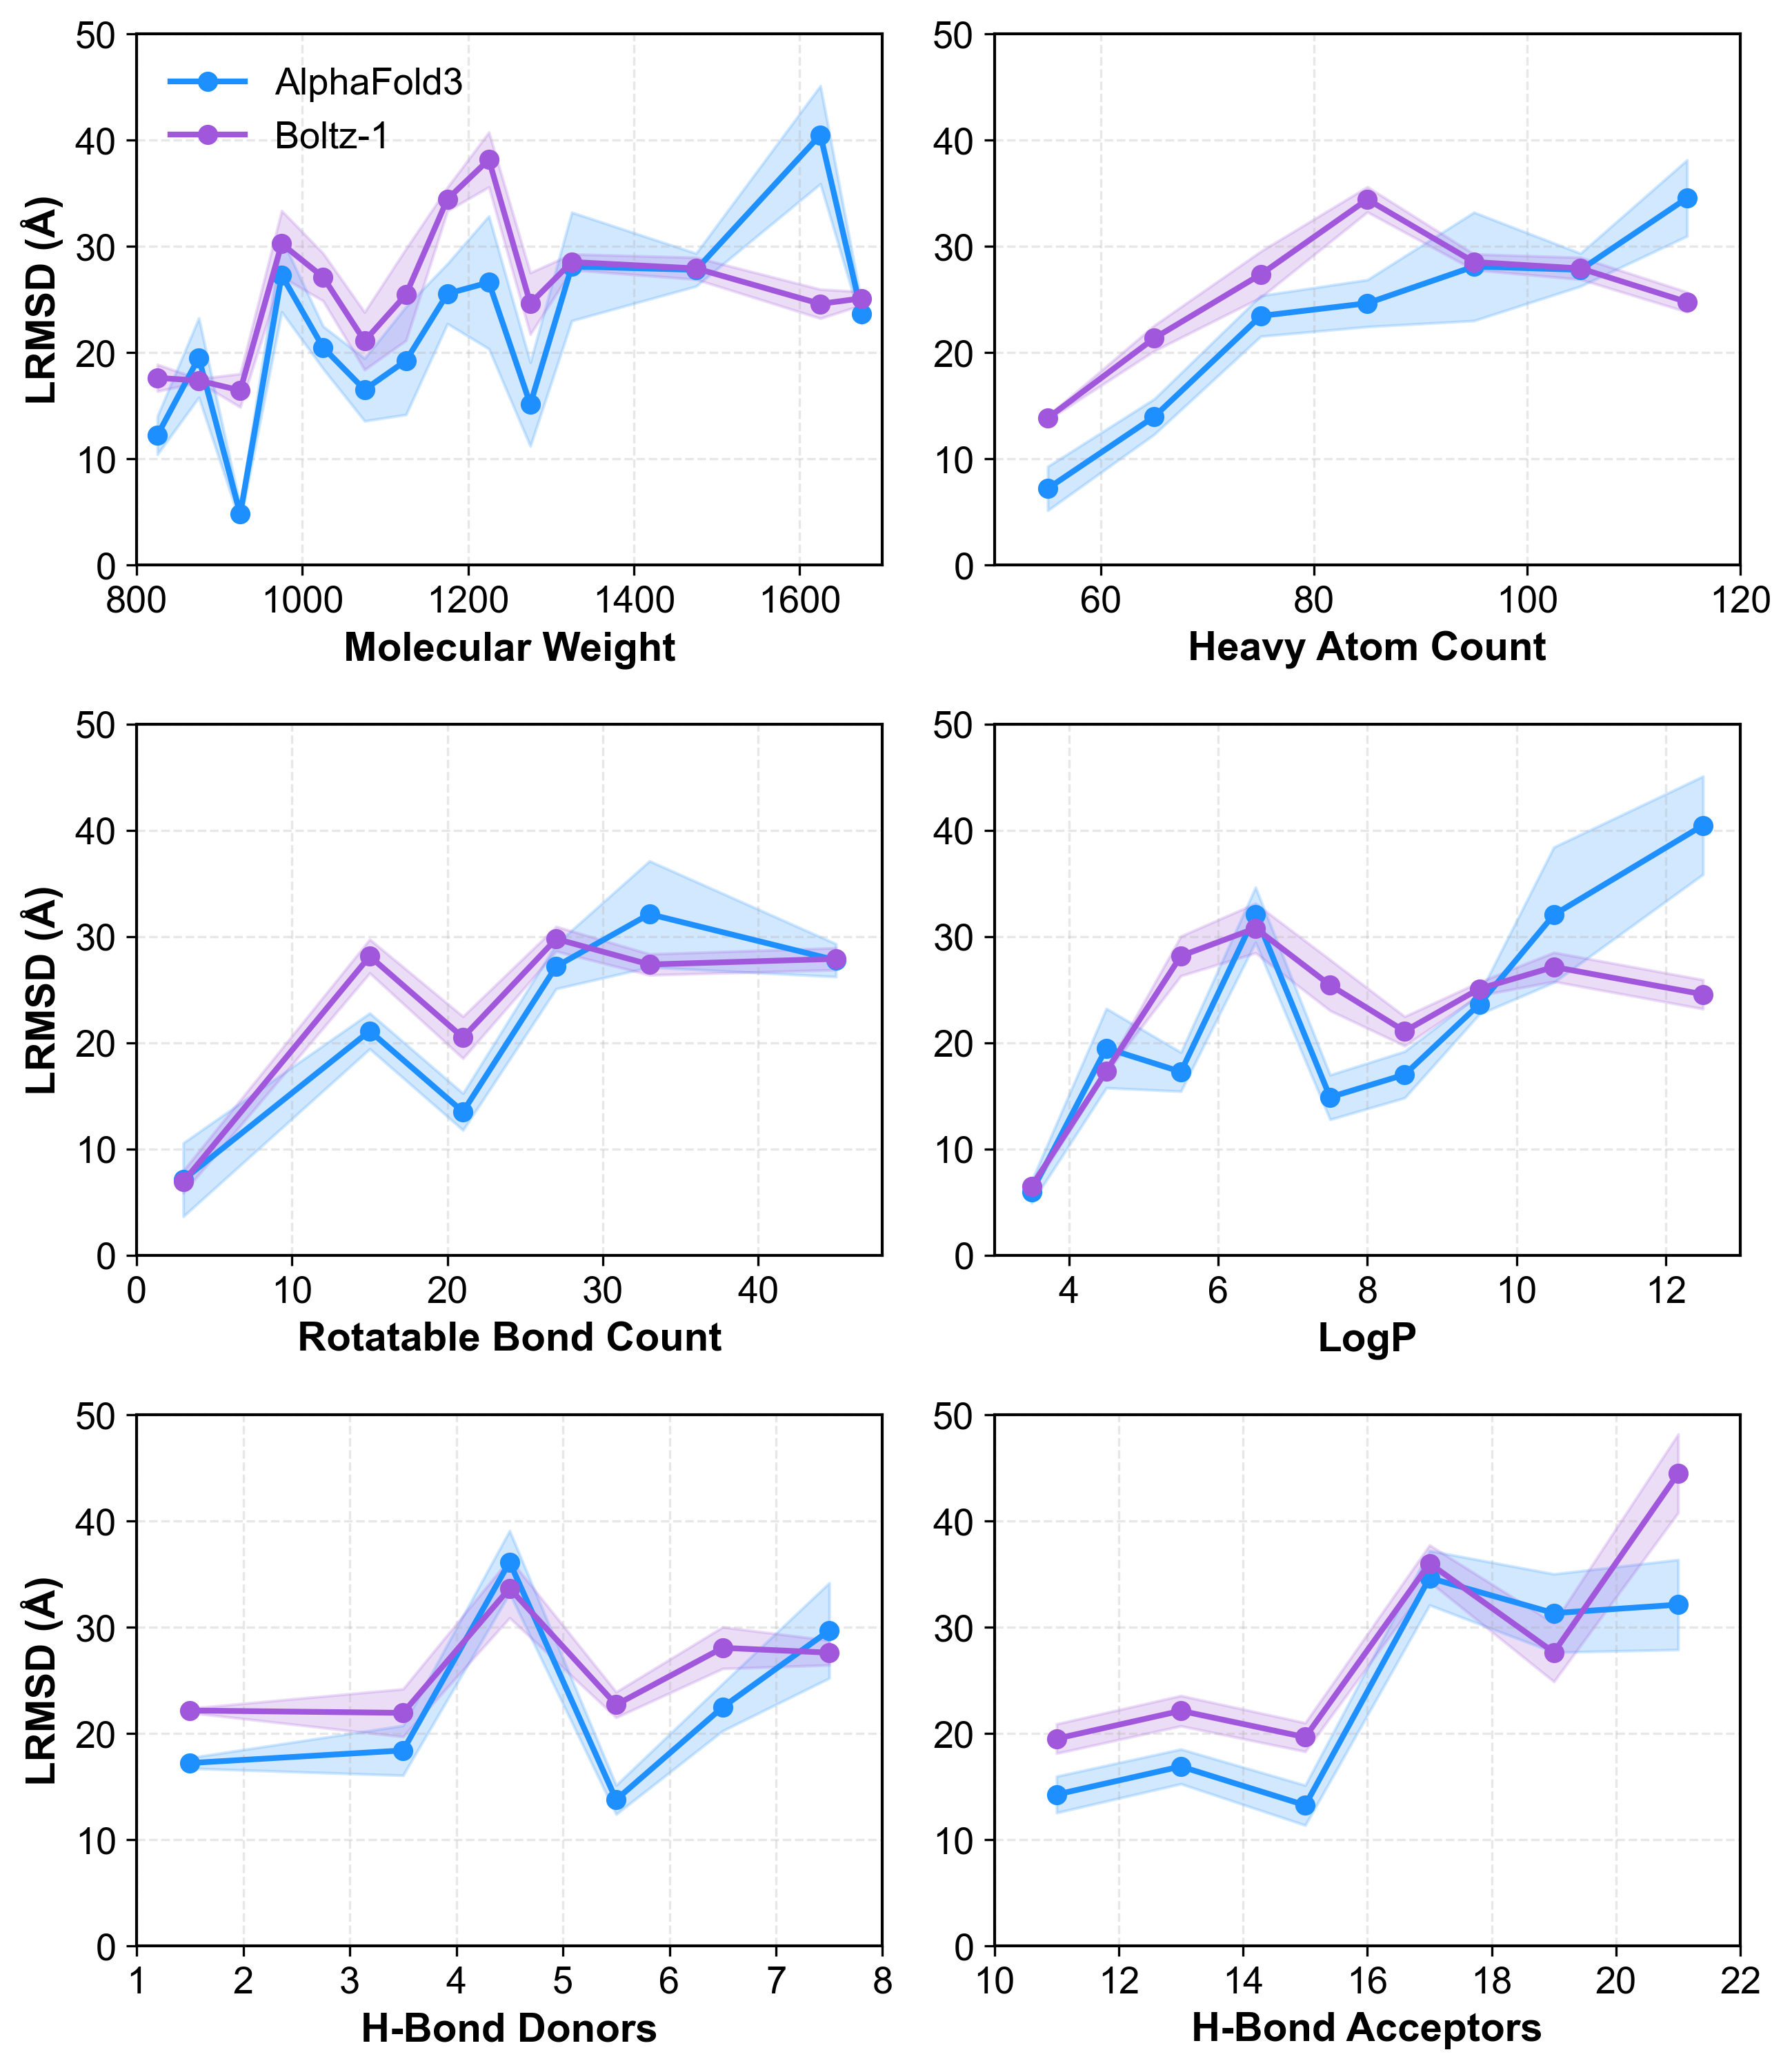 50
40
30
20
10
0
LRMSD (Å)
AlphaFold3
Boltz-1
800 1000 1200 1400 1600
Molecular Weight
50
40
30
20
10
0
60 80 100 120
Heavy Atom Count
50
40
30
20
10
0
LRMSD (Å)
0 10 20 30 40
Rotatable Bond Count
50
40
30
20
10
0
4 6 8 10 12
LogP
50
40
30
20
10
0
LRMSD (Å)
1 2 3 4 5 6 7 8
H-Bond Donors
50
40
30
20
10
0
10 12 14 16 18 20 22
H-Bond Acceptors